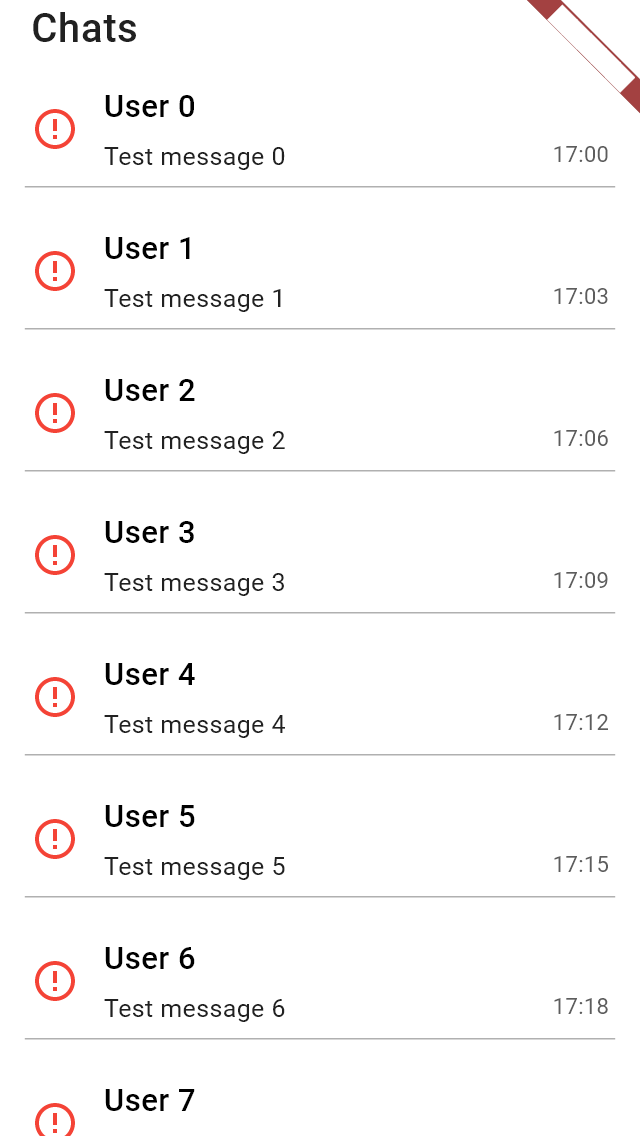 Chats
User 0
Test message 0
17:00
User 1
Test message 1
17:03
User 2
Test message 2
17:06
User 3
Test message 3
17:09
User 4
Test message 4
17:12
User 5
Test message 5
17:15
User 6
Test message 6
17:18
User 7